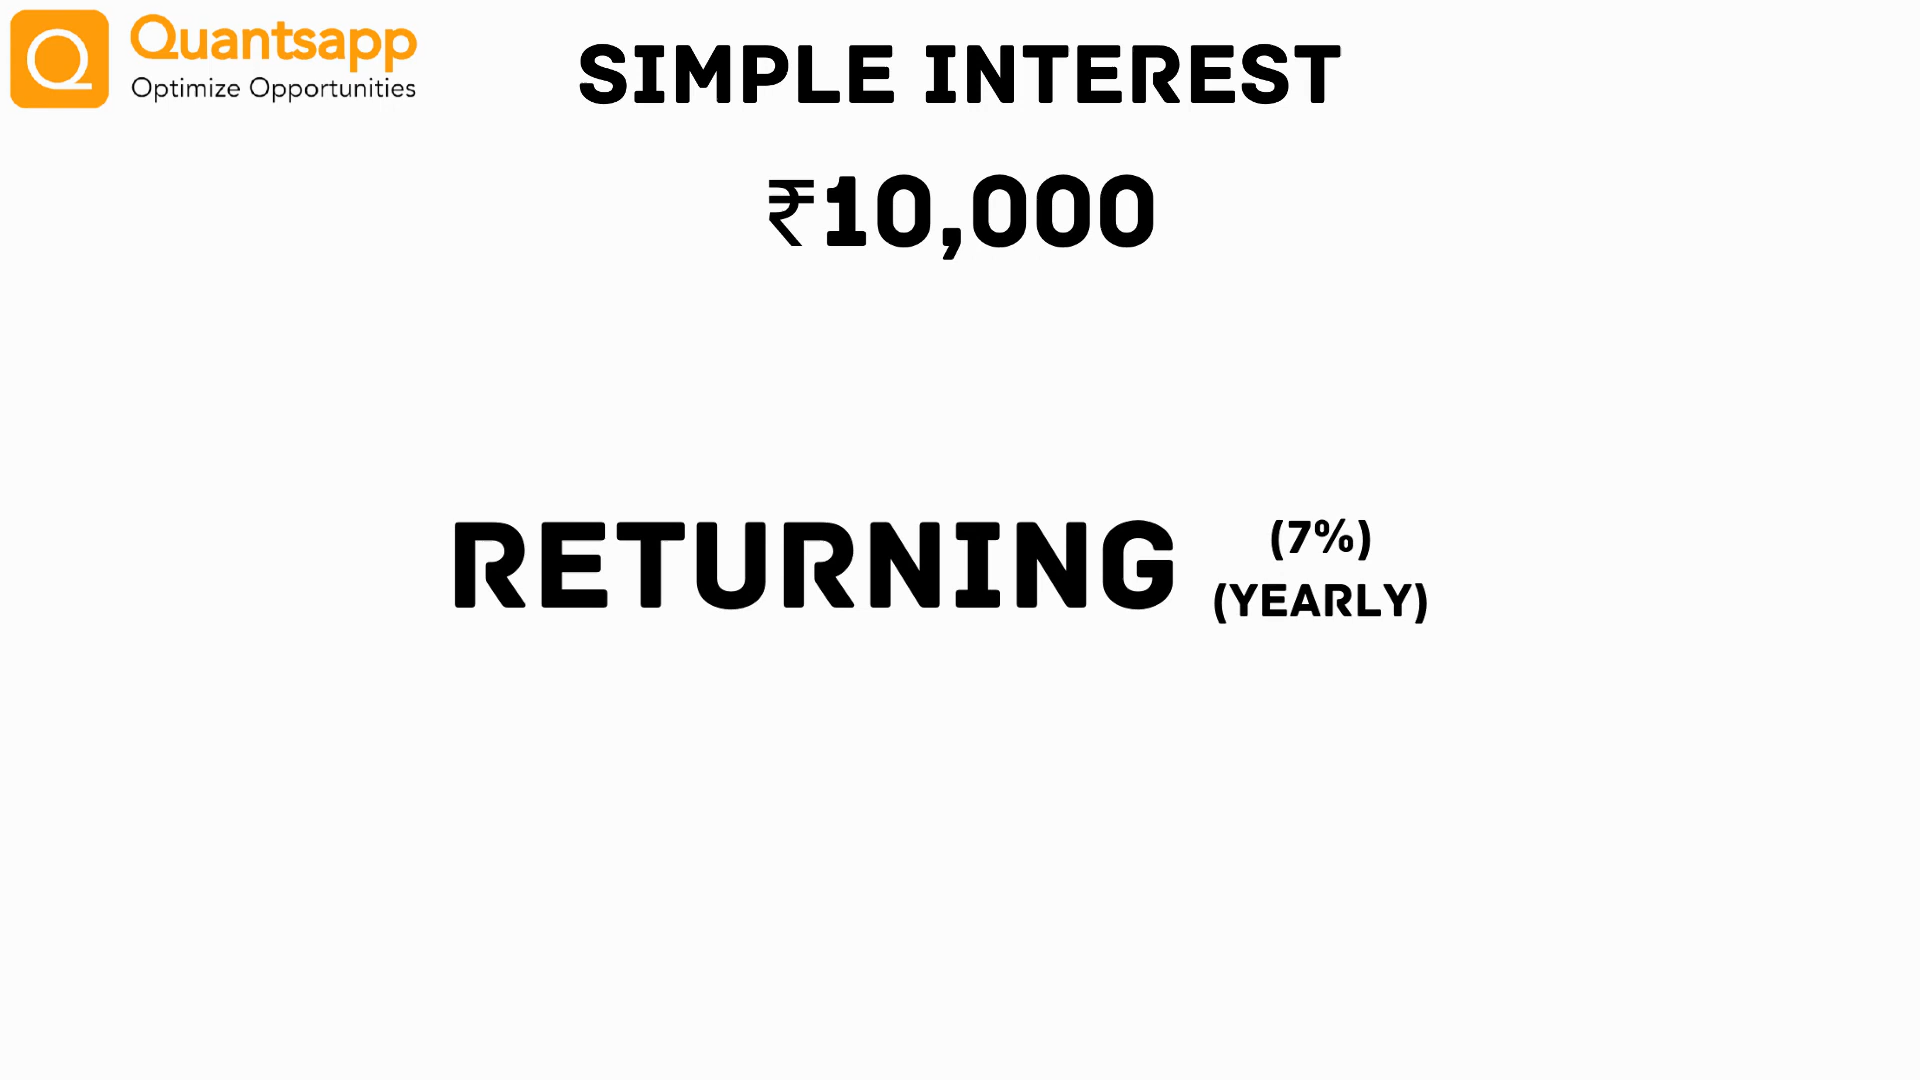 Quantsapp
Optimize Opportunities
SIMPLE INTEREST
₹10,000
RETURNING (7%)
(YEARLY)